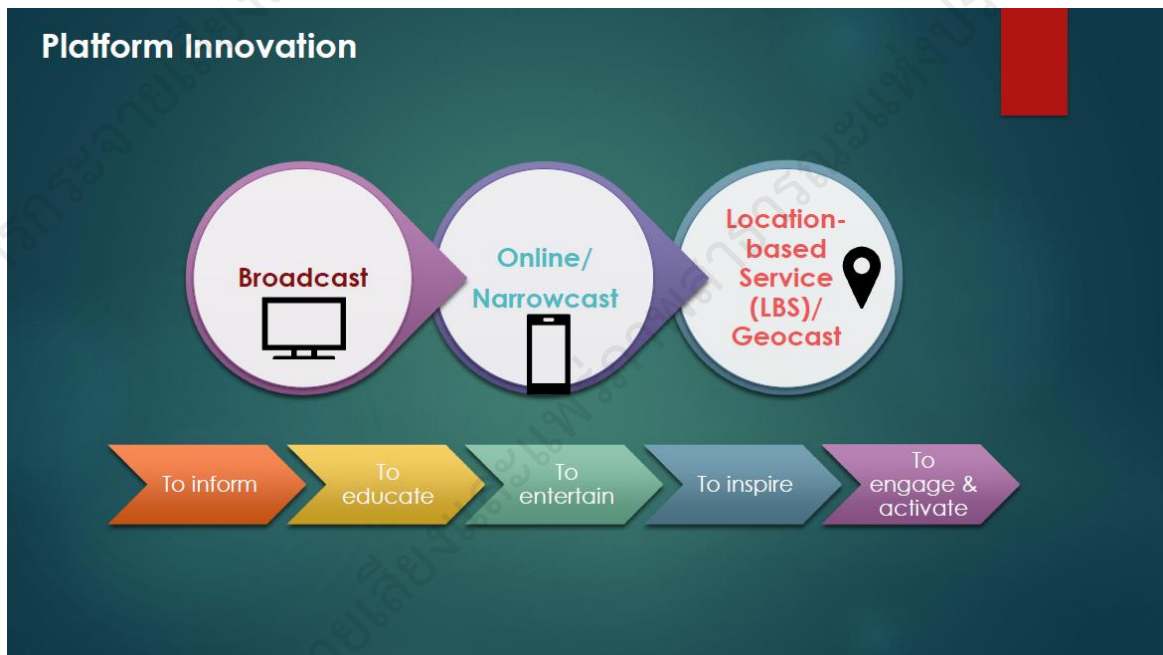 Platform Innovation
Broadcast
Online/
Narrowcast
Location-
based
Service
(LBS)/
Geocast
To inform
To
educate
To
entertain
To inspire
To
engage &
activate